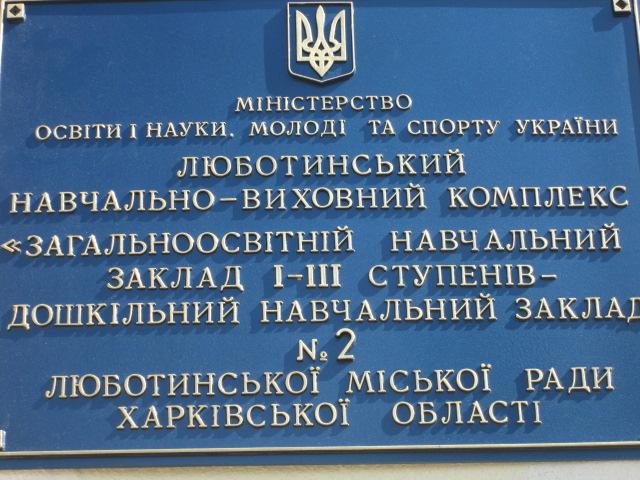 МІНІСТЕРСТВО
ОСВІТИ І НАУКИ, МОЛОДІ ТА СПОРТУ УКРАЇНИ
ЛЮБОТИНСЬКИЙ
НАВЧАЛЬНО-ВИХОВНИЙ КОМПЛЕКС
«ЗАГАЛЬНООСВІТНІЙ НАВЧАЛЬНИЙ
ЗАКЛАД І-ІІІ СТУПЕНІВ-
ДОШКІЛЬНИЙ НАВЧАЛЬНИЙ ЗАКЛАД
№ 2
ЛЮБОТИНСЬКОЇ МІСЬКОЇ РАДИ
ХАРКІВСЬКОЇ ОБЛАСТІ